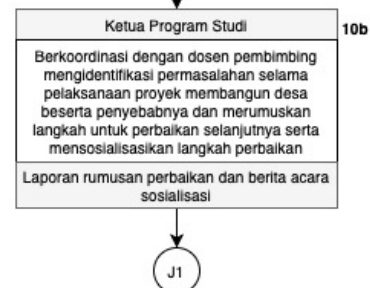 Ketua Program Studi
10b
Berkoordinasi dengan dosen pembimbing
mengidentifikasi permasalahan selama
pelaksanaan proyek membangun desa
beserta penyebabnya dan merumuskan
langkah untuk perbaikan selanjutnya serta
mensosialisasikan langkah perbaikan
Laporan rumusan perbaikan dan berita acara
sosialisasi
J1